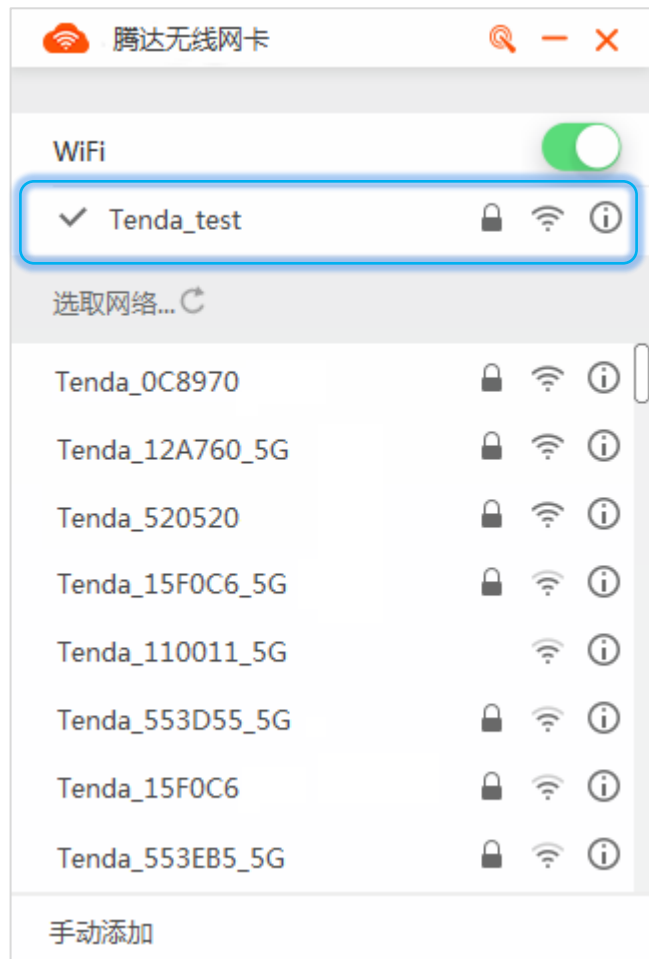 腾达无线网卡
WiFi
Tenda_test
选取网络...
Tenda_0C8970
Tenda_12A760_5G
Tenda_520520
Tenda_15F0C6_5G
Tenda_110011_5G
Tenda_553D55_5G
Tenda_15F0C6
Tenda_553EB5_5G
手动添加